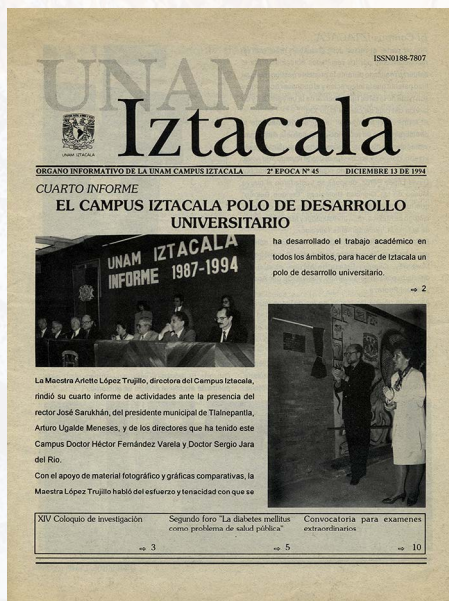 ISSN0188-7807
UNAM
Iztacala
UNAM IZTACALA
ORGANO INFORMATIVO DE LA UNAM CAMPUS IZTACALA 2ª EPOCA Nº 45 DICIEMBRE 13 DE 1994
CUARTO INFORME
EL CAMPUS IZTACALA POLO DE DESARROLLO
UNIVERSITARIO
UNAM IZTACALA
INFORME 1987-1994
La Maestra Arlette López Trujillo, directora del Campus Iztacala,
rindió su cuarto informe de actividades ante la presencia del
rector José Sarukhán, del presidente municipal de Tlalnepantla,
Arturo Ugalde Meneses, y de los directores que ha tenido este
Campus Doctor Héctor Fernández Varela y Doctor Sergio Jara
del Río.
Con el apoyo de material fotográfico y gráficas comparativas, la
Maestra López Trujillo habló del esfuerzo y tenacidad con que se
ha desarrollado el trabajo académico en
todos los ámbitos, para hacer de Iztacala un
polo de desarrollo universitario.
⇨ 2
XIV Coloquio de investigación
⇨ 3
Segundo foro "La diabetes mellitus
como problema de salud pública"
⇨ 5
Convocatoria para examenes
extraordinarios
⇨ 10